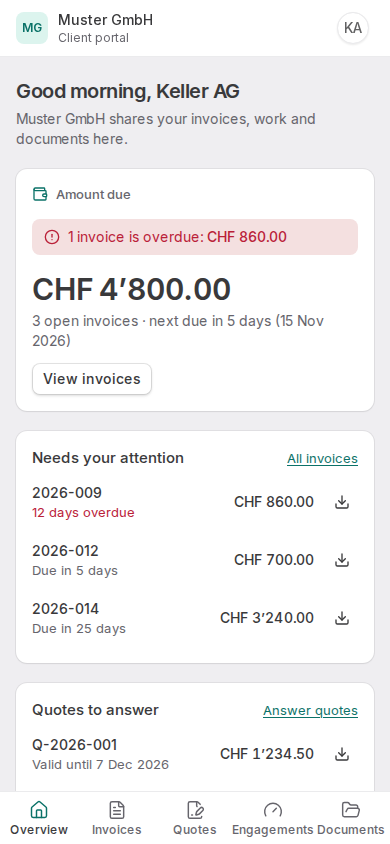 MG
Muster GmbH
Client portal
KA
Good morning, Keller AG
Muster GmbH shares your invoices, work and
documents here.
Amount due
1 invoice is overdue: CHF 860.00
CHF 4’800.00
3 open invoices · next due in 5 days (15 Nov
2026)
View invoices
Needs your attention
All invoices
2026-009
CHF 860.00
12 days overdue
2026-012
CHF 700.00
Due in 5 days
2026-014
CHF 3’240.00
Due in 25 days
Quotes to answer
Answer quotes
Q-2026-001
CHF 1’234.50
Valid until 7 Dec 2026
Overview
Invoices
Quotes
Engagements
Documents